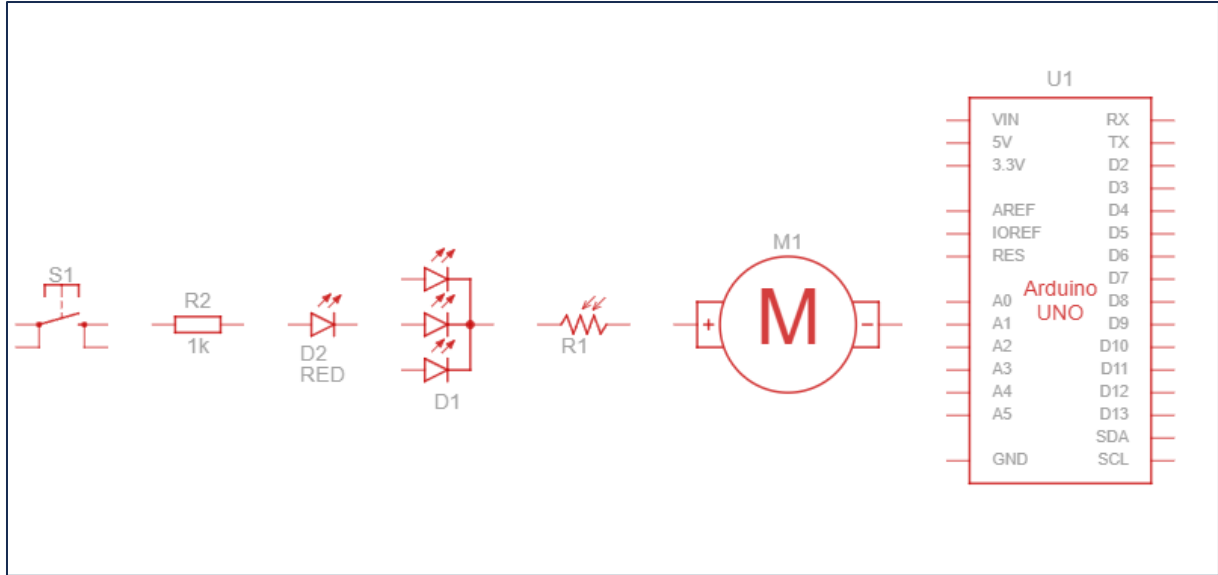 S1
R2
1k
D2
RED
D1
R1
M1
+
M
-
U1
VIN RX
5V TX
3.3V D2
D3
AREF D4
IOREF D5
RES D6
D7
A0 Arduino D8
A1 UNO D9
A2 D10
A3 D11
A4 D12
A5 D13
SDA
GND SCL